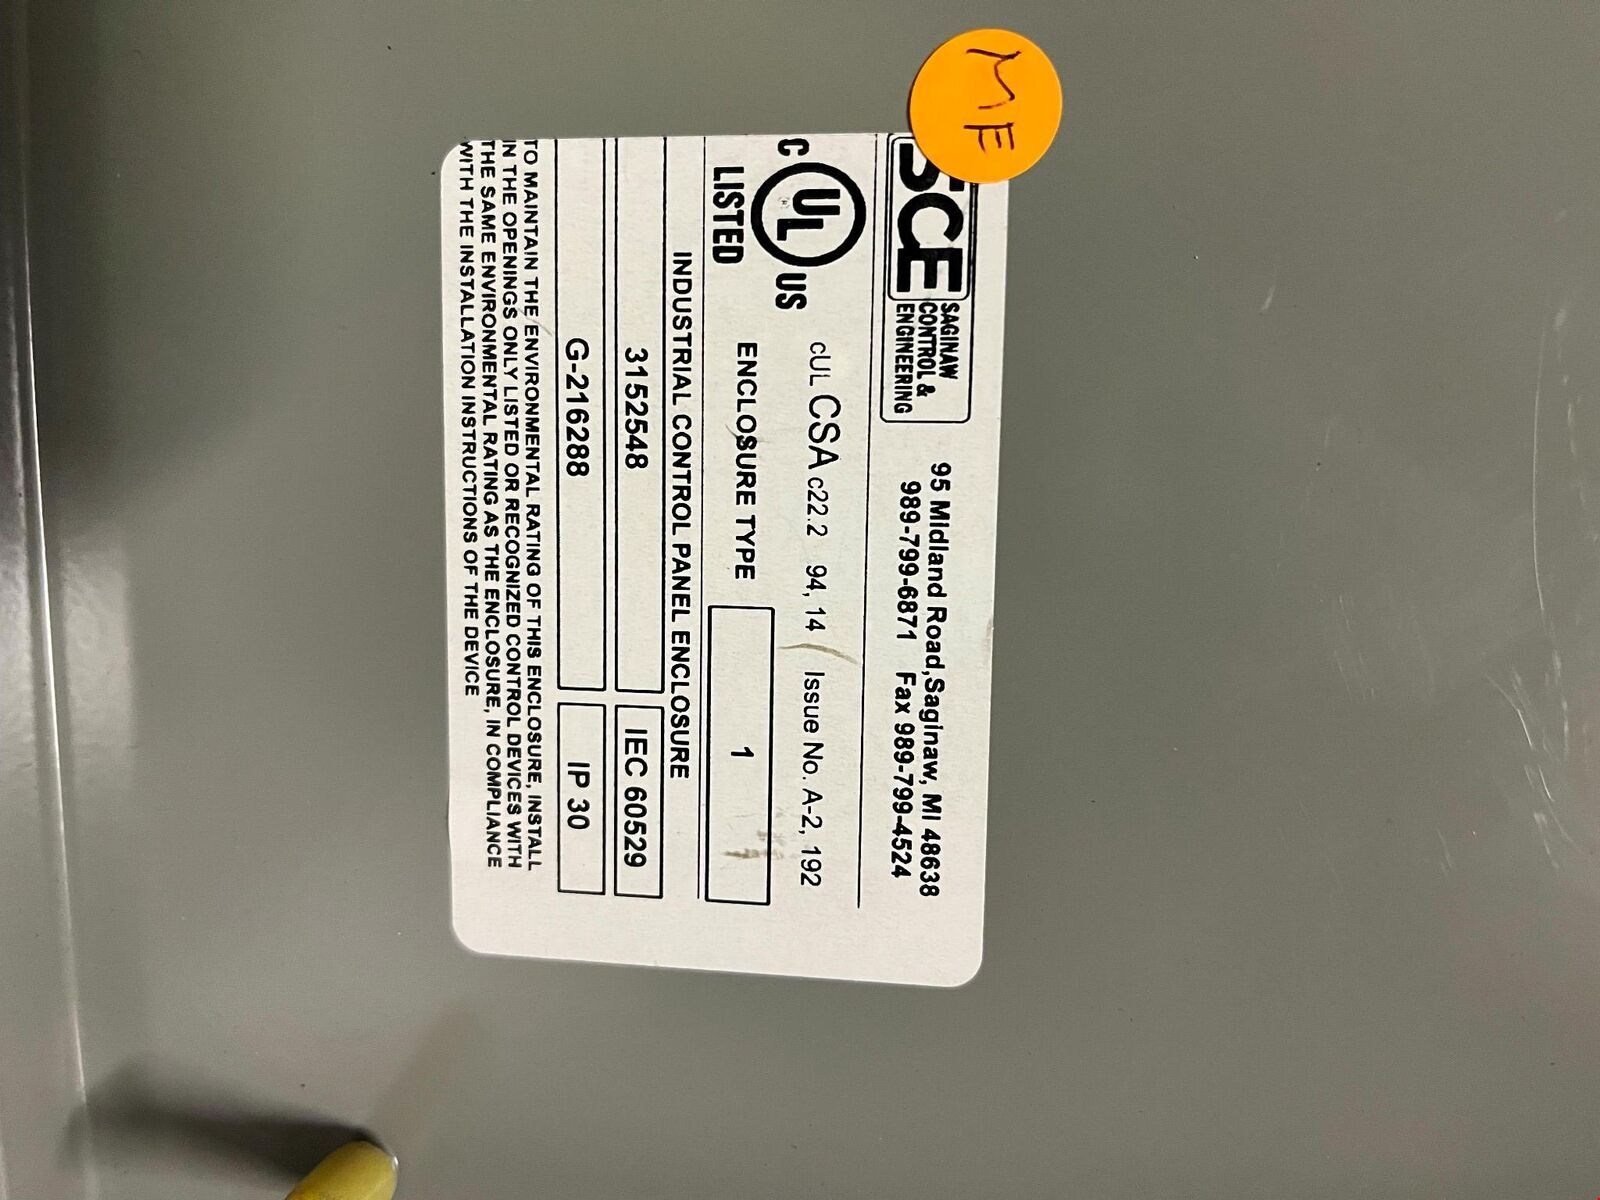 ME
SCE
SAGINAW
CONTROL &
ENGINEERING
95 Midland Road,Saginaw, MI 48638
989-799-6871 Fax 989-799-4524
C UL ® US
LISTED
cUL CSA c22.2 94, 14 Issue No. A-2, 192
ENCLOSURE TYPE 1
INDUSTRIAL CONTROL PANEL ENCLOSURE
3152548 IEC 60529
G-216288 IP 30
TO MAINTAIN THE ENVIRONMENTAL RATING OF THIS ENCLOSURE, INSTALL
IN THE OPENINGS ONLY LISTED OR RECOGNIZED CONTROL DEVICES WITH
THE SAME ENVIRONMENTAL RATING AS THE ENCLOSURE, IN COMPLIANCE
WITH THE INSTALLATION INSTRUCTIONS OF THE DEVICE